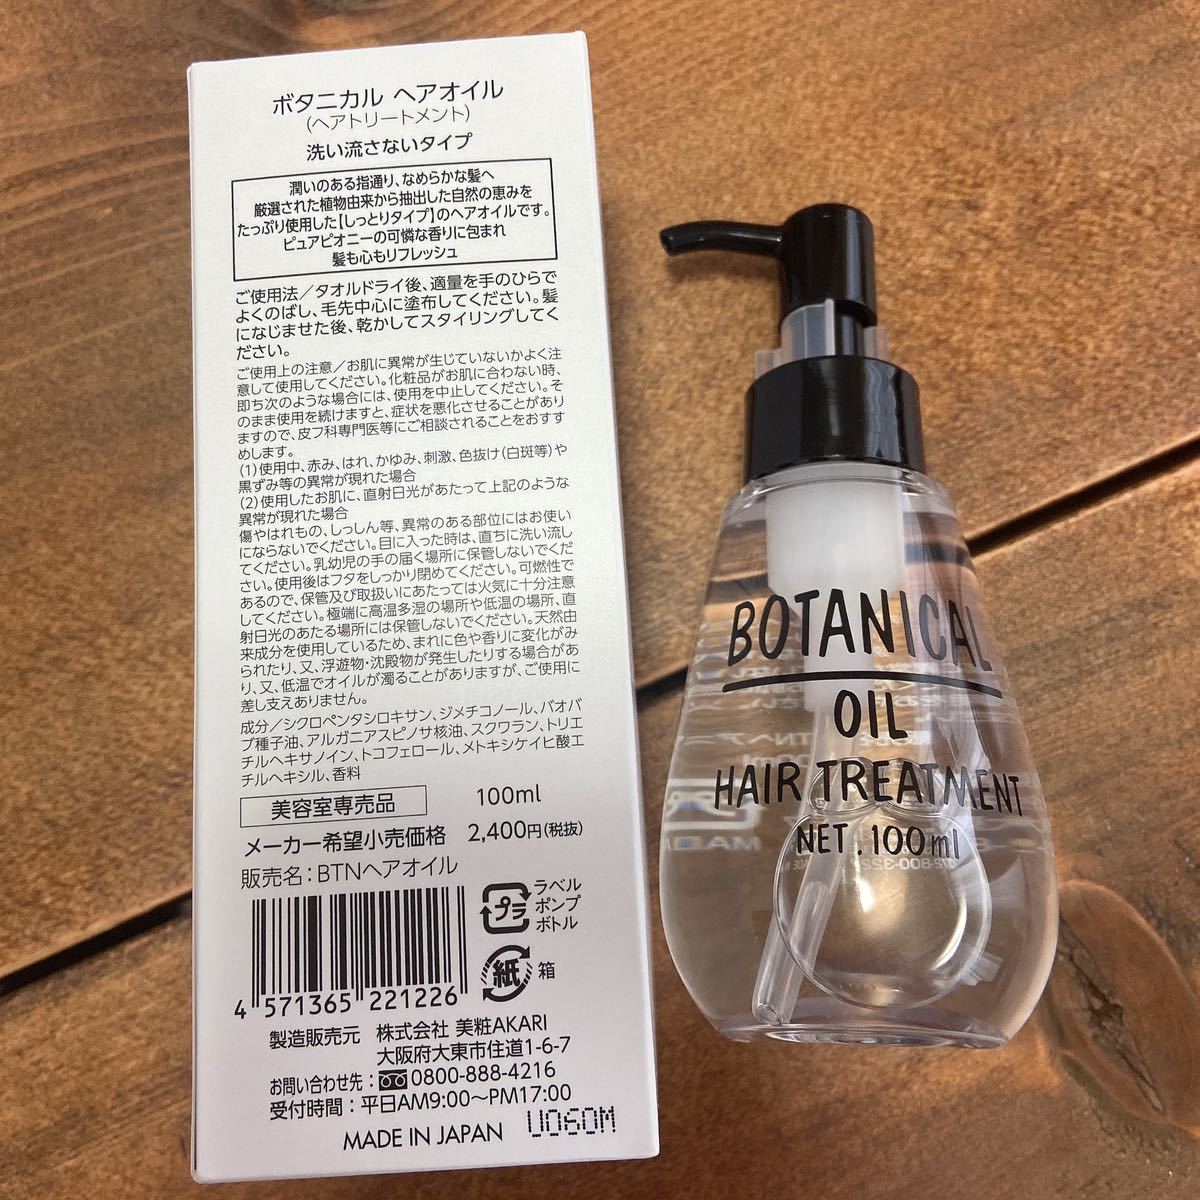 ボタニカル ヘアオイル
(ヘアトリートメント)
洗い流さないタイプ
潤いのある指通り、なめらかな髪へ
厳選された植物由来から抽出した自然の恵みを
たっぷり使用した【しっとりタイプ】のヘアオイルです。
ピュアピオニーの可憐な香りに包まれ
髪も心もリフレッシュ
ご使用法／タオルドライ後、適量を手のひらで
よくのばし、毛先中心に塗布してください。髪
になじませた後、乾かしてスタイリングしてく
ださい。
ご使用上の注意／お肌に異常が生じていないかよく注
意して使用してください。化粧品がお肌に合わない時、
即ち次のような場合には、使用を中止してください。そ
のまま使用を続けますと、症状を悪化させることがあり
ますので、皮フ科専門医等にご相談されることをおすす
めします。
(1)使用中、赤み、はれ、かゆみ、刺激、色抜け(白斑等)や
黒ずみ等の異常が現れた場合
(2)使用したお肌に、直射日光があたって上記のような
異常が現れた場合
傷やはれもの、しっしん等、異常のある部位にはお使い
にならないでください。目に入った時は、直ちに洗い流し
てください。乳幼児の手の届く場所に保管しないでくだ
さい。使用後はフタをしっかり閉めてください。可燃性で
あるので、保管及び取扱いにあたっては火気に十分注意
してください。極端に高温多湿の場所や低温の場所、直
射日光のあたる場所には保管しないでください。天然由
来成分を使用しているため、まれに色や香りに変化がみ
られたり、又、浮遊物・沈殿物が発生したりする場合があ
り、又、低温でオイルが濁ることがありますが、ご使用に
差し支えありません。
成分／シクロペンタシロキサン、ジメチコノール、バオバ
ブ種子油、アルガニアスピノサ核油、スクワラン、トリエ
チルヘキサノイン、トコフェロール、メトキシケイヒ酸エ
チルヘキシル、香料
美容室専売品 100ml
メーカー希望小売価格 2,400円(税抜)
販売名：BTNヘアオイル
プラ
ラベル
ポンプ
ボトル
紙 箱
4 571365 221226
製造販売元 株式会社 美粧AKARI
大阪府大東市住道1-6-7
お問い合わせ先： 0800-888-4216
受付時間：平日AM9:00～PM17:00
MADE IN JAPAN U060M
BOTANICAL
OIL
HAIR TREATMENT
NET. 100ml